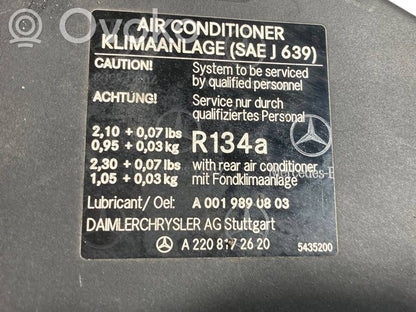 Ovoko
AIR CONDITIONER
KLIMAANLAGE (SAE J 639)
CAUTION! System to be serviced
by qualified personnel
ACHTUNG! Service nur durch
qualifiziertes Personal
2,10 + 0,07 lbs
0,95 + 0,03 kg R134a
2,30 + 0,07 lbs with rear air conditioner
1,05 + 0,03 kg mit Fondklimaanlage
Lubricant/ Oel: A 001 989 08 03
DAIMLERCHRYSLER AG Stuttgart
A 220 817 26 20 5435200